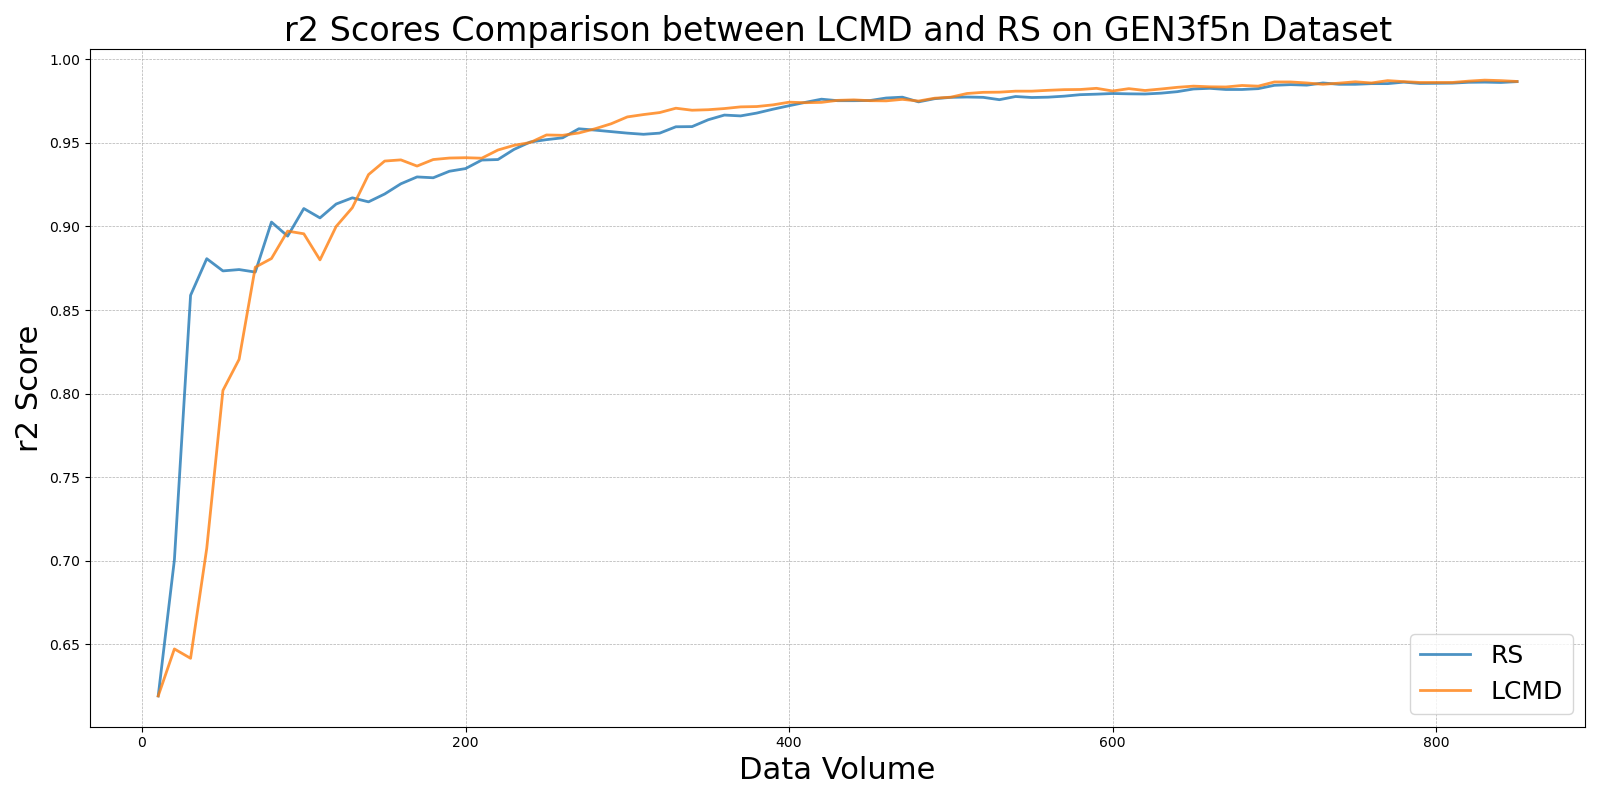 r2 Scores Comparison between LCMD and RS on GEN3f5n Dataset
r2 Score
1.00
0.95
0.90
0.85
0.80
0.75
0.70
0.65
0
200
400
600
800
Data Volume
RS
LCMD